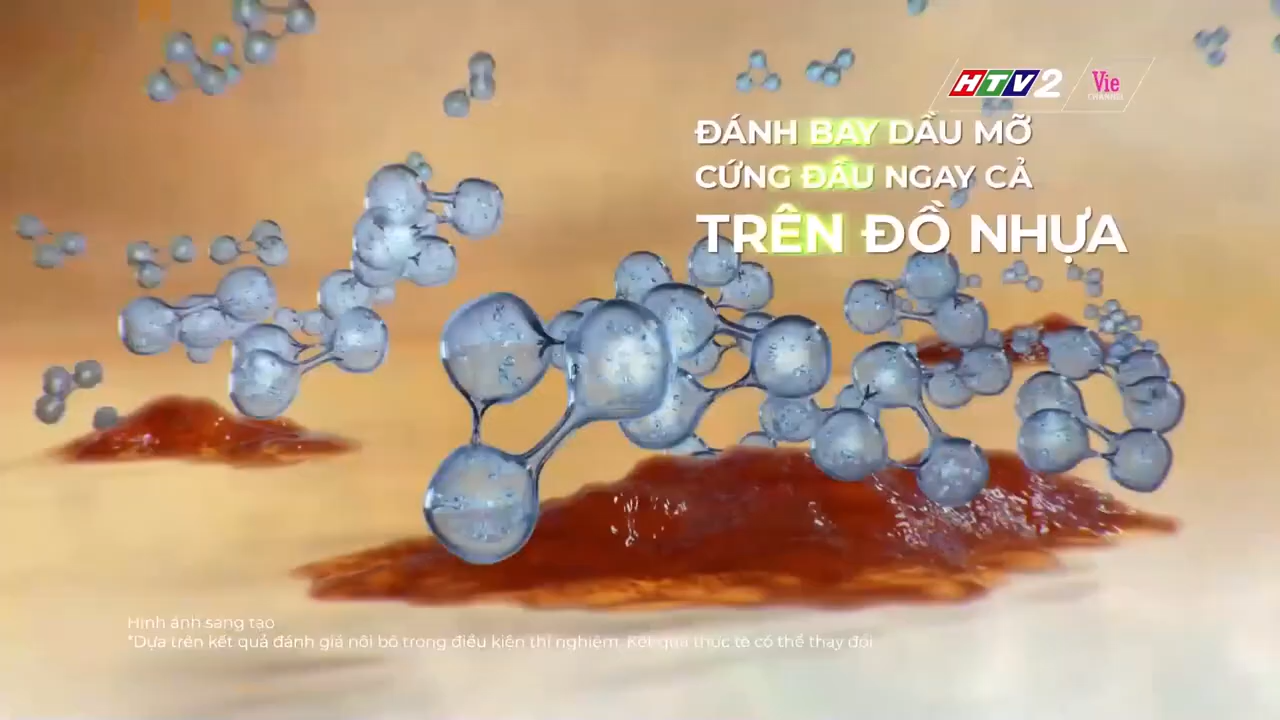 HTV2
Vie
CHANNEL
ĐÁNH BAY DẦU MỠ
CỨNG ĐẦU NGAY CẢ
TRÊN ĐỒ NHỰA
Hình ảnh sáng tạo
*Dựa trên kết quả đánh giá nội bộ trong điều kiện thí nghiệm. Kết quả thực tế có thể thay đổi